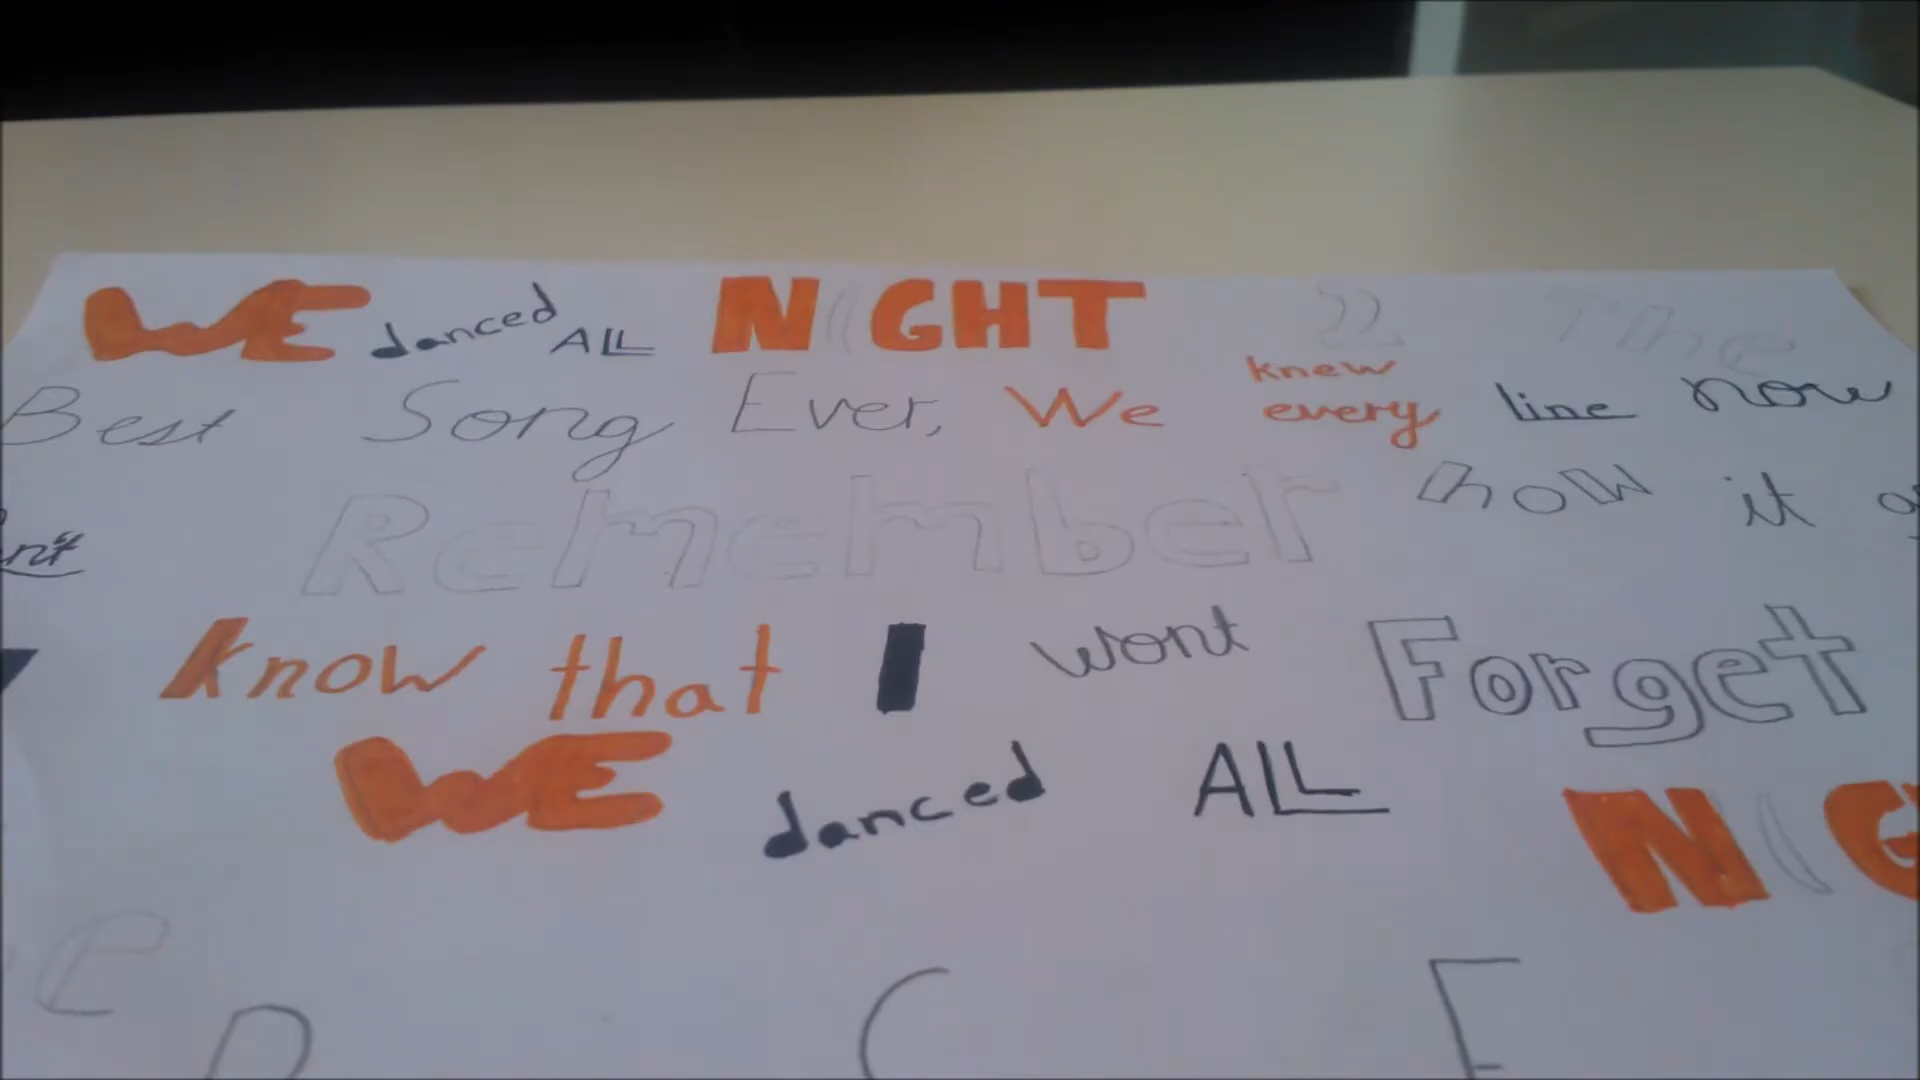 WE danced ALL NIGHT 22 The
Best Song Ever, We knew every line now
Remember how it
know that I wont Forget
WE danced ALL